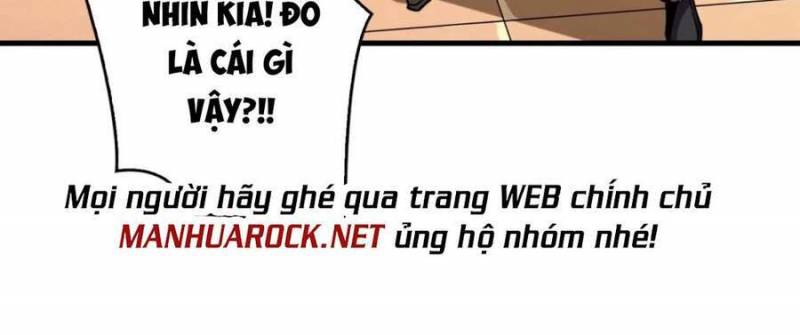 NHÌN KIA! ĐÓ
LÀ CÁI GÌ
VẬY?!!
Mọi người hãy ghé qua trang WEB chính chủ
MANHUAROCK.NET ủng hộ nhóm nhé!